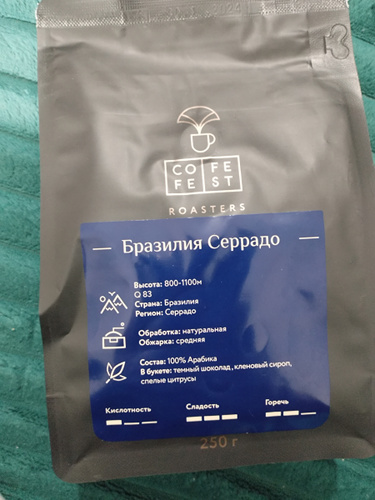 2024
CO FE
FE ST
ROASTERS
Бразилия Серрадо
Высота: 800-1100м
Q 83
Страна: Бразилия
Регион: Серрадо
Обработка: натуральная
Обжарка: средняя
Состав: 100% Арабика
В букете: темный шоколад, кленовый сироп,
спелые цитрусы
Кислотность Сладость Горечь
250 г